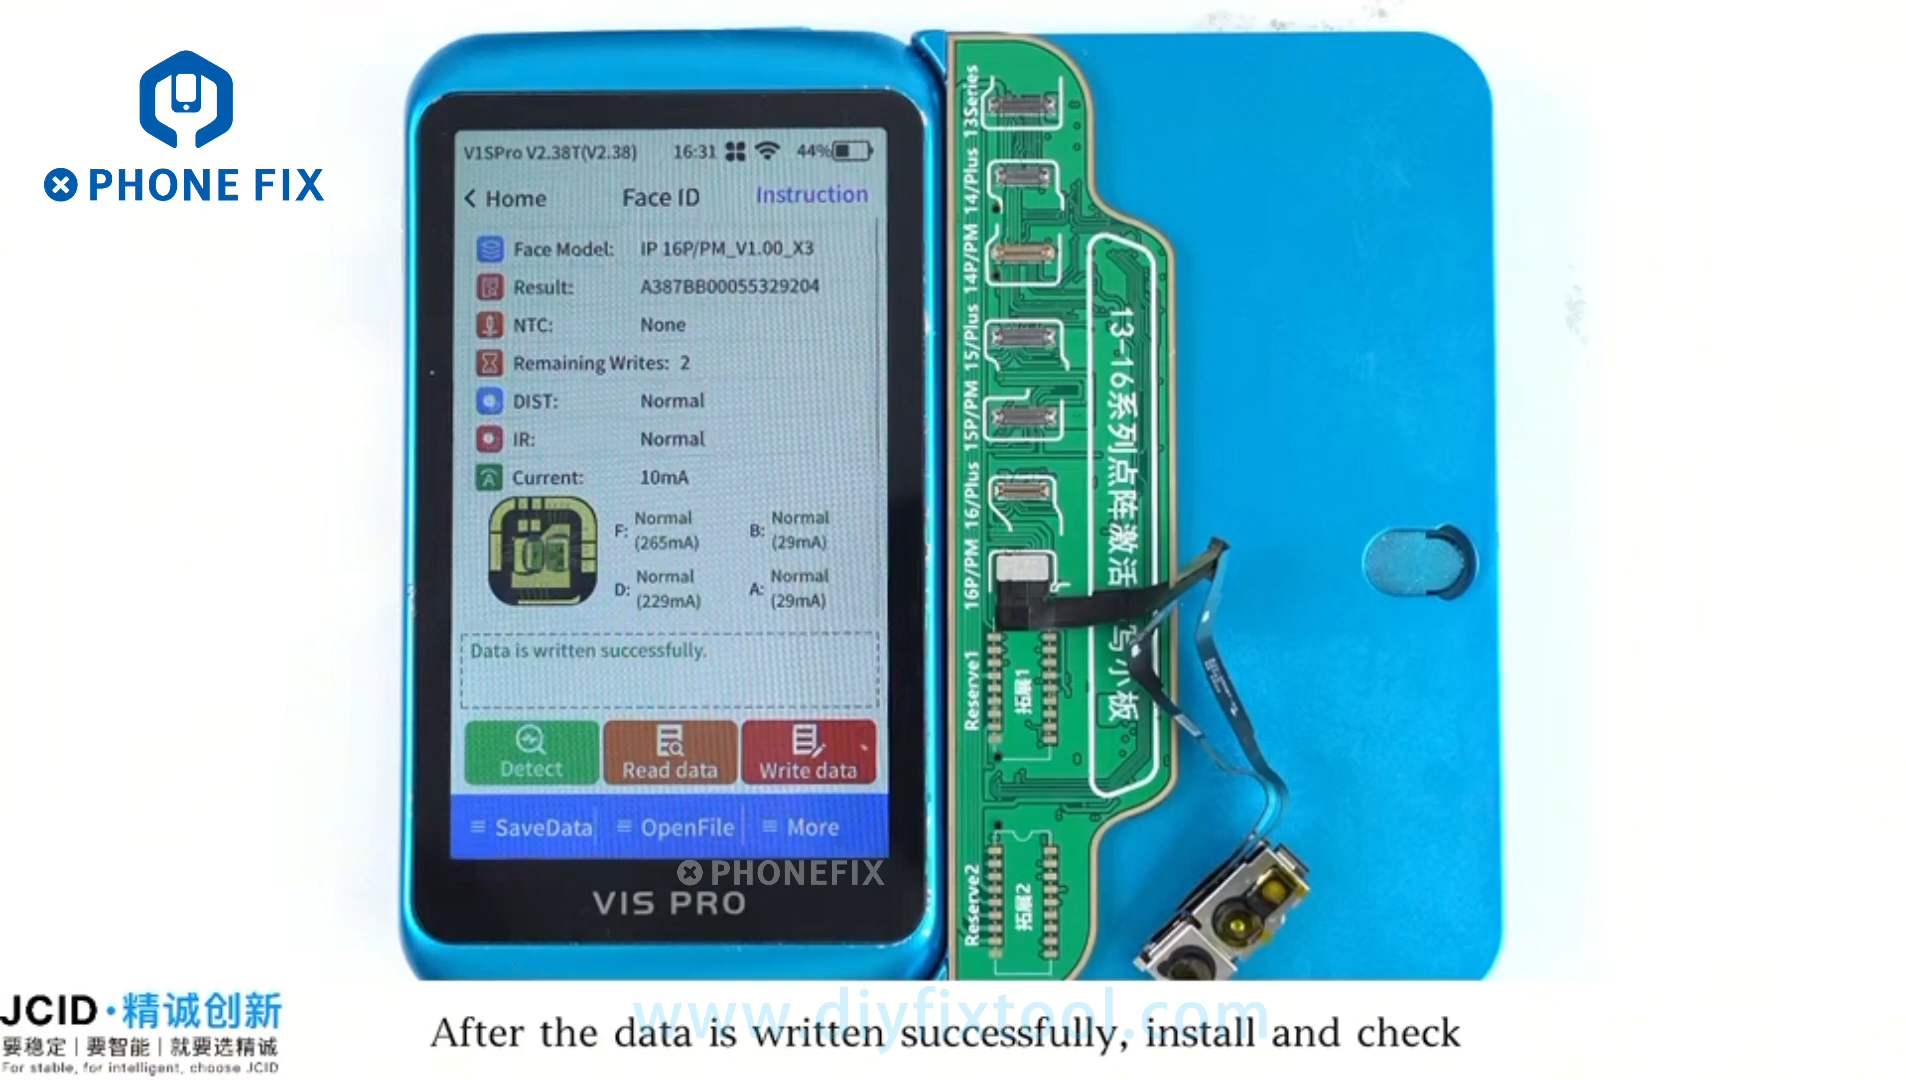 PHONE FIX
V1SPro V2.38T(V2.38) 16:31 44%
< Home Face ID Instruction
Face Model: IP 16P/PM_V1.00_X3
Result: A387BB00055329204
NTC: None
Remaining Writes: 2
DIST: Normal
IR: Normal
Current: 10mA
F: Normal (265mA) B: Normal (29mA)
D: Normal (229mA) A: Normal (29mA)
Data is written successfully.
Detect Read data Write data
SaveData OpenFile More
PHONEFIX
VIS PRO
13Series
14/Plus
14P/PM
15/Plus
15P/PM
16/Plus
16P/PM
Reserve1
拓展1
Reserve2
拓展2
13-16系列点阵激活
小板
JCID·精诚创新
要稳定|要智能|就要选精诚
For stable, for intelligent, choose JCID
www.diyfixtool.com
After the data is written successfully, install and check